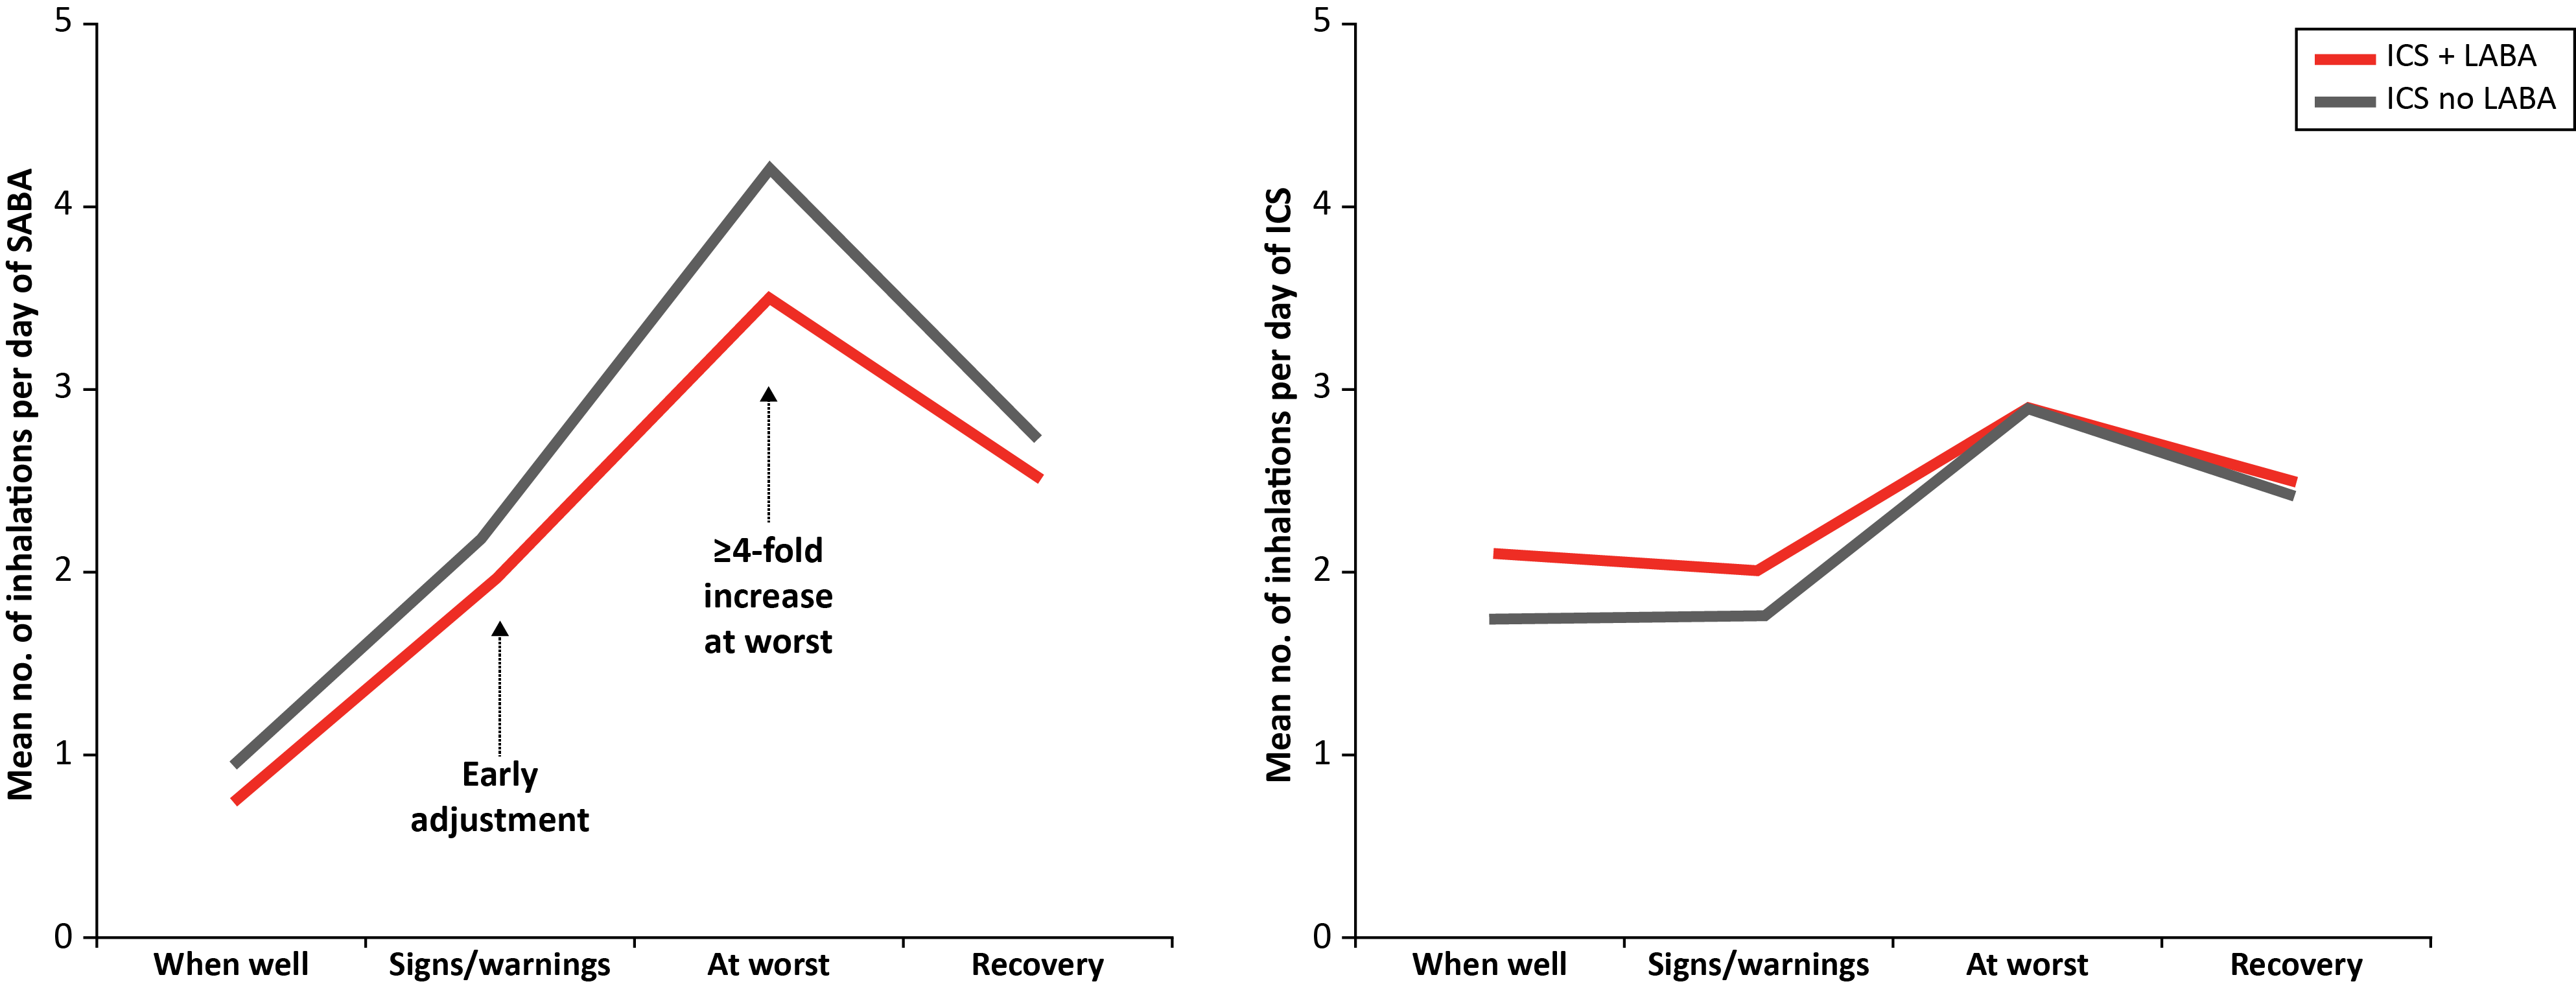 Mean no. of inhalations per day of SABA
5
4
3
2
1
0
≥4-fold
increase
at worst
Early
adjustment
When well
Signs/warnings
At worst
Recovery
Mean no. of inhalations per day of ICS
5
4
3
2
1
0
ICS + LABA
ICS no LABA
When well
Signs/warnings
At worst
Recovery